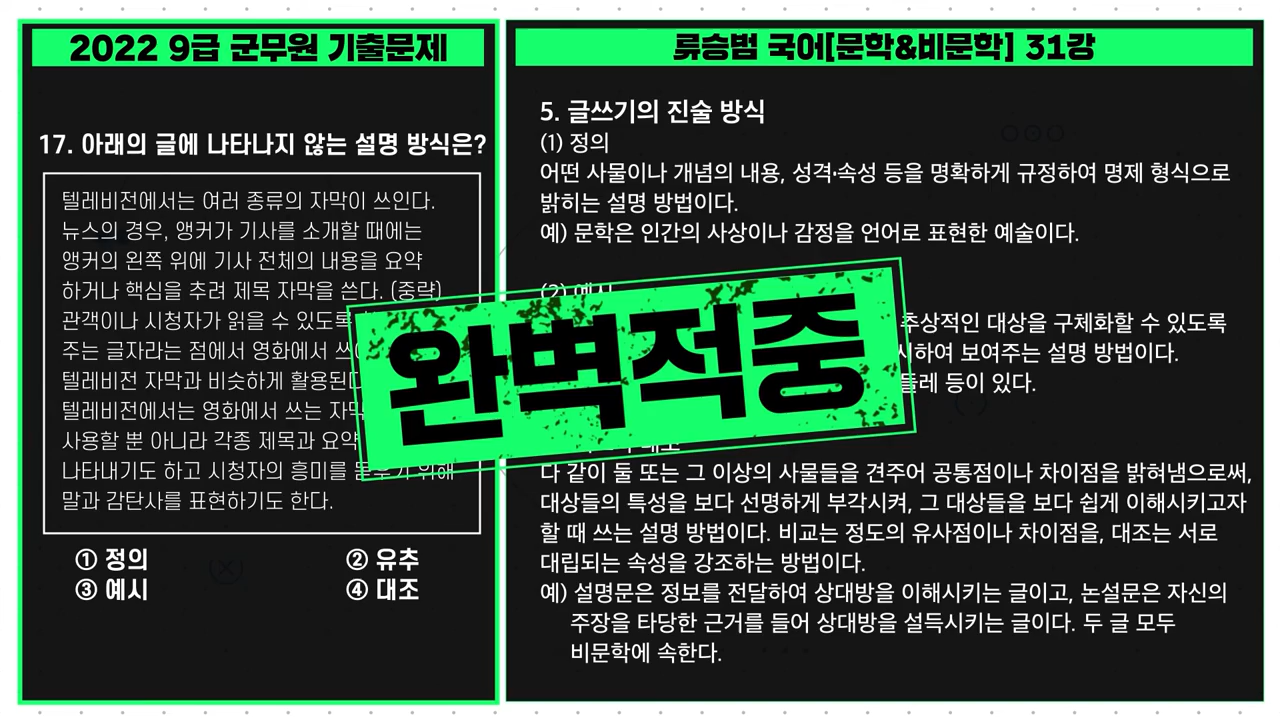 2022 9급 군무원 기출문제
17. 아래의 글에 나타나지 않는 설명 방식은?
텔레비전에서는 여러 종류의 자막이 쓰인다.
뉴스의 경우, 앵커가 기사를 소개할 때에는
앵커의 왼쪽 위에 기사 전체의 내용을 요약
하거나 핵심을 추려 제목 자막을 쓴다. (중략)
관객이나 시청자가 읽을 수 있도록
주는 글자라는 점에서 영화에서
텔레비전 자막과 비슷하게 활용된다
텔레비전에서는 영화에서 쓰는 자막
사용할 뿐 아니라 각종 제목과 요약
나타내기도 하고 시청자의 흥미를 위해
말과 감탄사를 표현하기도 한다.
① 정의 ② 유추
③ 예시 ④ 대조
류승범 국어[문학&비문학] 31강
5. 글쓰기의 진술 방식
(1) 정의
어떤 사물이나 개념의 내용, 성격·속성 등을 명확하게 규정하여 명제 형식으로
밝히는 설명 방법이다.
예) 문학은 인간의 사상이나 감정을 언어로 표현한 예술이다.
(2) 예시
추상적인 대상을 구체화할 수 있도록
보여주는 설명 방법이다.
등이 있다.
다 같이 둘 또는 그 이상의 사물들을 견주어 공통점이나 차이점을 밝혀냄으로써,
대상들의 특성을 보다 선명하게 부각시켜, 그 대상들을 보다 쉽게 이해시키고자
할 때 쓰는 설명 방법이다. 비교는 정도의 유사점이나 차이점을, 대조는 서로
대립되는 속성을 강조하는 방법이다.
예) 설명문은 정보를 전달하여 상대방을 이해시키는 글이고, 논설문은 자신의
주장을 타당한 근거를 들어 상대방을 설득시키는 글이다. 두 글 모두
비문학에 속한다.
완벽적중